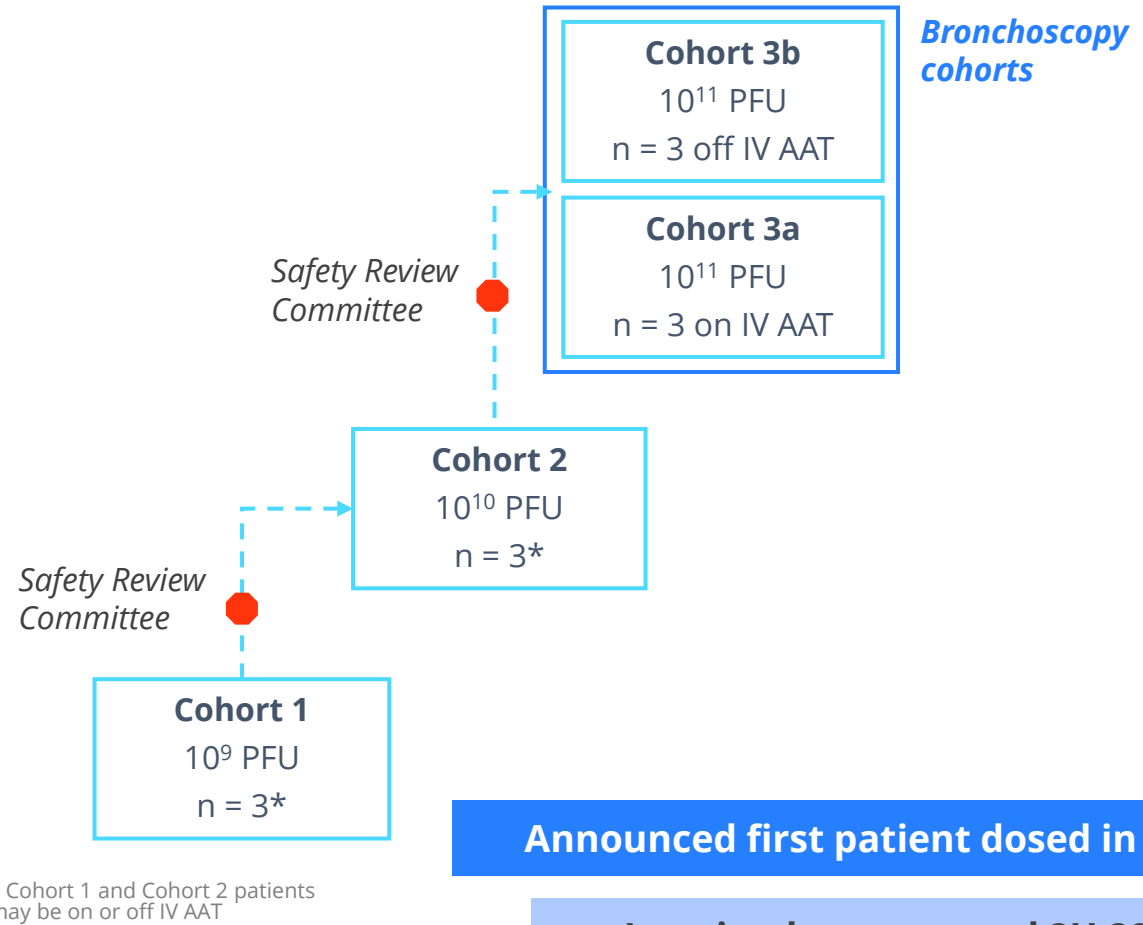 Bronchoscopy
cohorts
Cohort 3b
10¹¹ PFU
n = 3 off IV AAT
Cohort 3a
10¹¹ PFU
n = 3 on IV AAT
Safety Review
Committee
Cohort 2
10¹⁰ PFU
n = 3*
Safety Review
Committee
Cohort 1
10⁹ PFU
n = 3*
Cohort 1 and Cohort 2 patients
may be on or off IV AAT
Announced first patient dosed in